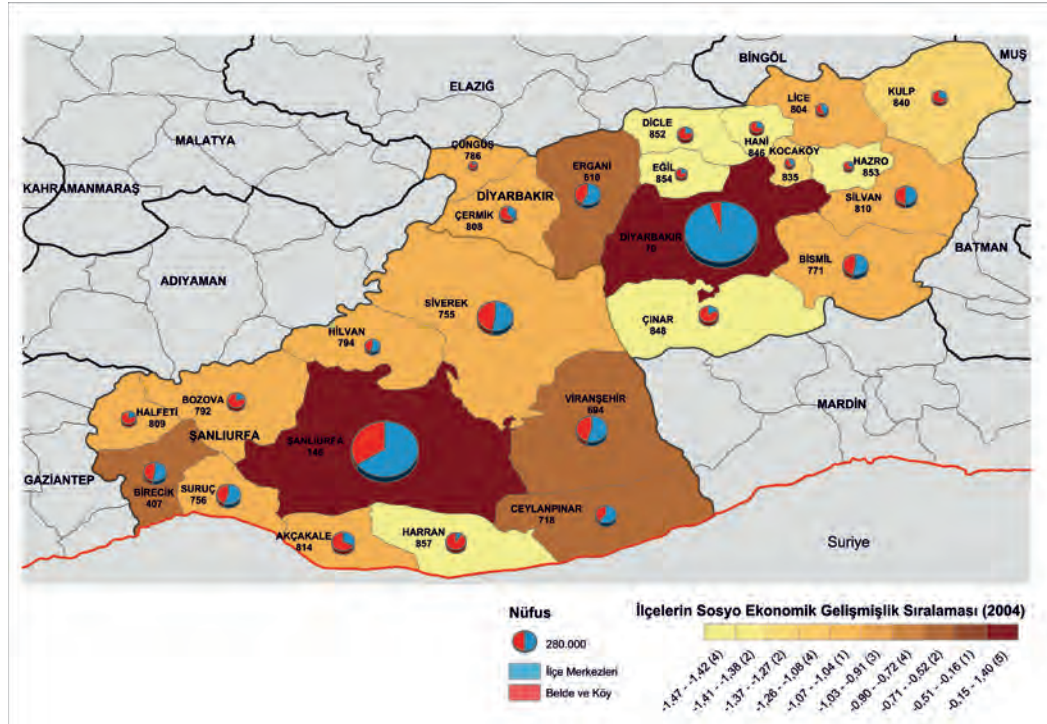 BİNGÖL
MUŞ
ELAZIĞ
KULP
840
LİCE
804
DİCLE
852
HANİ
846
MALATYA
ÇÜNGÜŞ
786
KOCAKÖY
835
HAZRO
853
ERGANİ
610
EĞİL
854
KAHRAMANMARAŞ
DİYARBAKIR
SİLVAN
810
ÇERMİK
808
DİYARBAKIR
70
BATMAN
BİSMİL
771
ADIYAMAN
SİVEREK
755
ÇINAR
848
HİLVAN
794
BOZOVA
792
VİRANŞEHİR
694
MARDİN
HALFETİ
809
ŞANLIURFA
ŞANLIURFA
146
GAZİANTEP
BİRECİK
407
SURUÇ
756
CEYLANPINAR
718
AKÇAKALE
814
HARRAN
857
Suriye
Nüfus
280.000
İlçe Merkezleri
Belde ve Köy
İlçelerin Sosyo Ekonomik Gelişmişlik Sıralaması (2004)
-1,47 - -1,42 (4)
-1,41 - -1,38 (2)
-1,37 - -1,27 (2)
-1,26 - -1,08 (4)
-1,07 - -1,04 (1)
-1,03 - -0,91 (3)
-0,90 - -0,72 (4)
-0,71 - -0,52 (2)
-0,51 - -0,16 (1)
-0,15 - -1,40 (5)